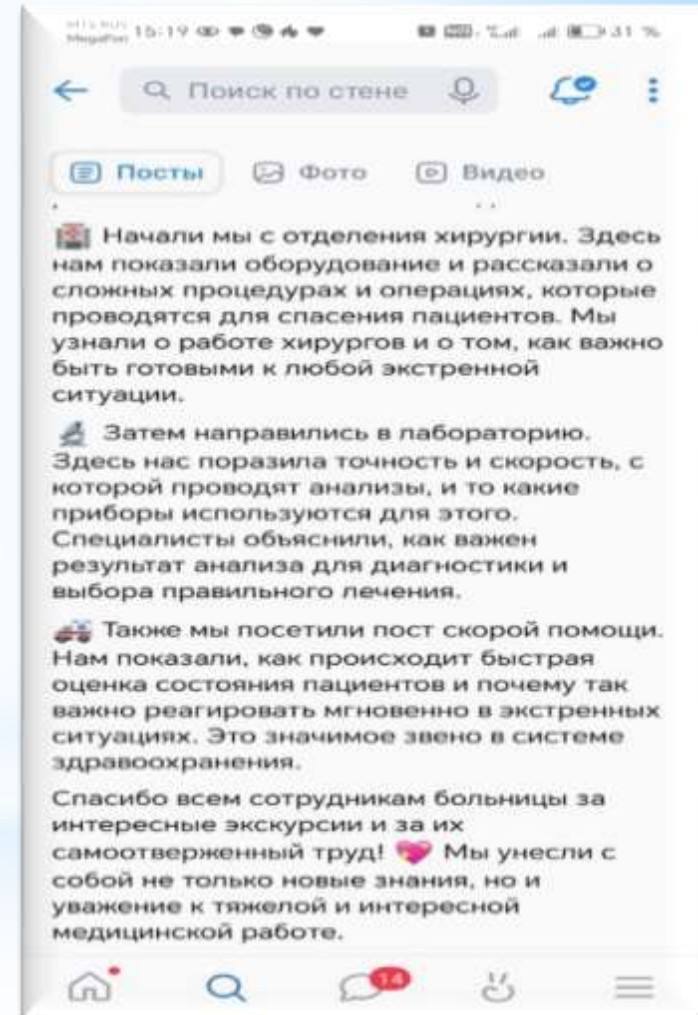 MTS RUS
MegaFon 15:19 31 %
Поиск по стене
Посты Фото Видео
Начали мы с отделения хирургии. Здесь
нам показали оборудование и рассказали о
сложных процедурах и операциях, которые
проводятся для спасения пациентов. Мы
узнали о работе хирургов и о том, как важно
быть готовыми к любой экстренной
ситуации.
Затем направились в лабораторию.
Здесь нас поразила точность и скорость, с
которой проводят анализы, и то какие
приборы используются для этого.
Специалисты объяснили, как важен
результат анализа для диагностики и
выбора правильного лечения.
Также мы посетили пост скорой помощи.
Нам показали, как происходит быстрая
оценка состояния пациентов и почему так
важно реагировать мгновенно в экстренных
ситуациях. Это значимое звено в системе
здравоохранения.
Спасибо всем сотрудникам больницы за
интересные экскурсии и за их
самоотверженный труд! Мы унесли с
собой не только новые знания, но и
уважение к тяжелой и интересной
медицинской работе.
14